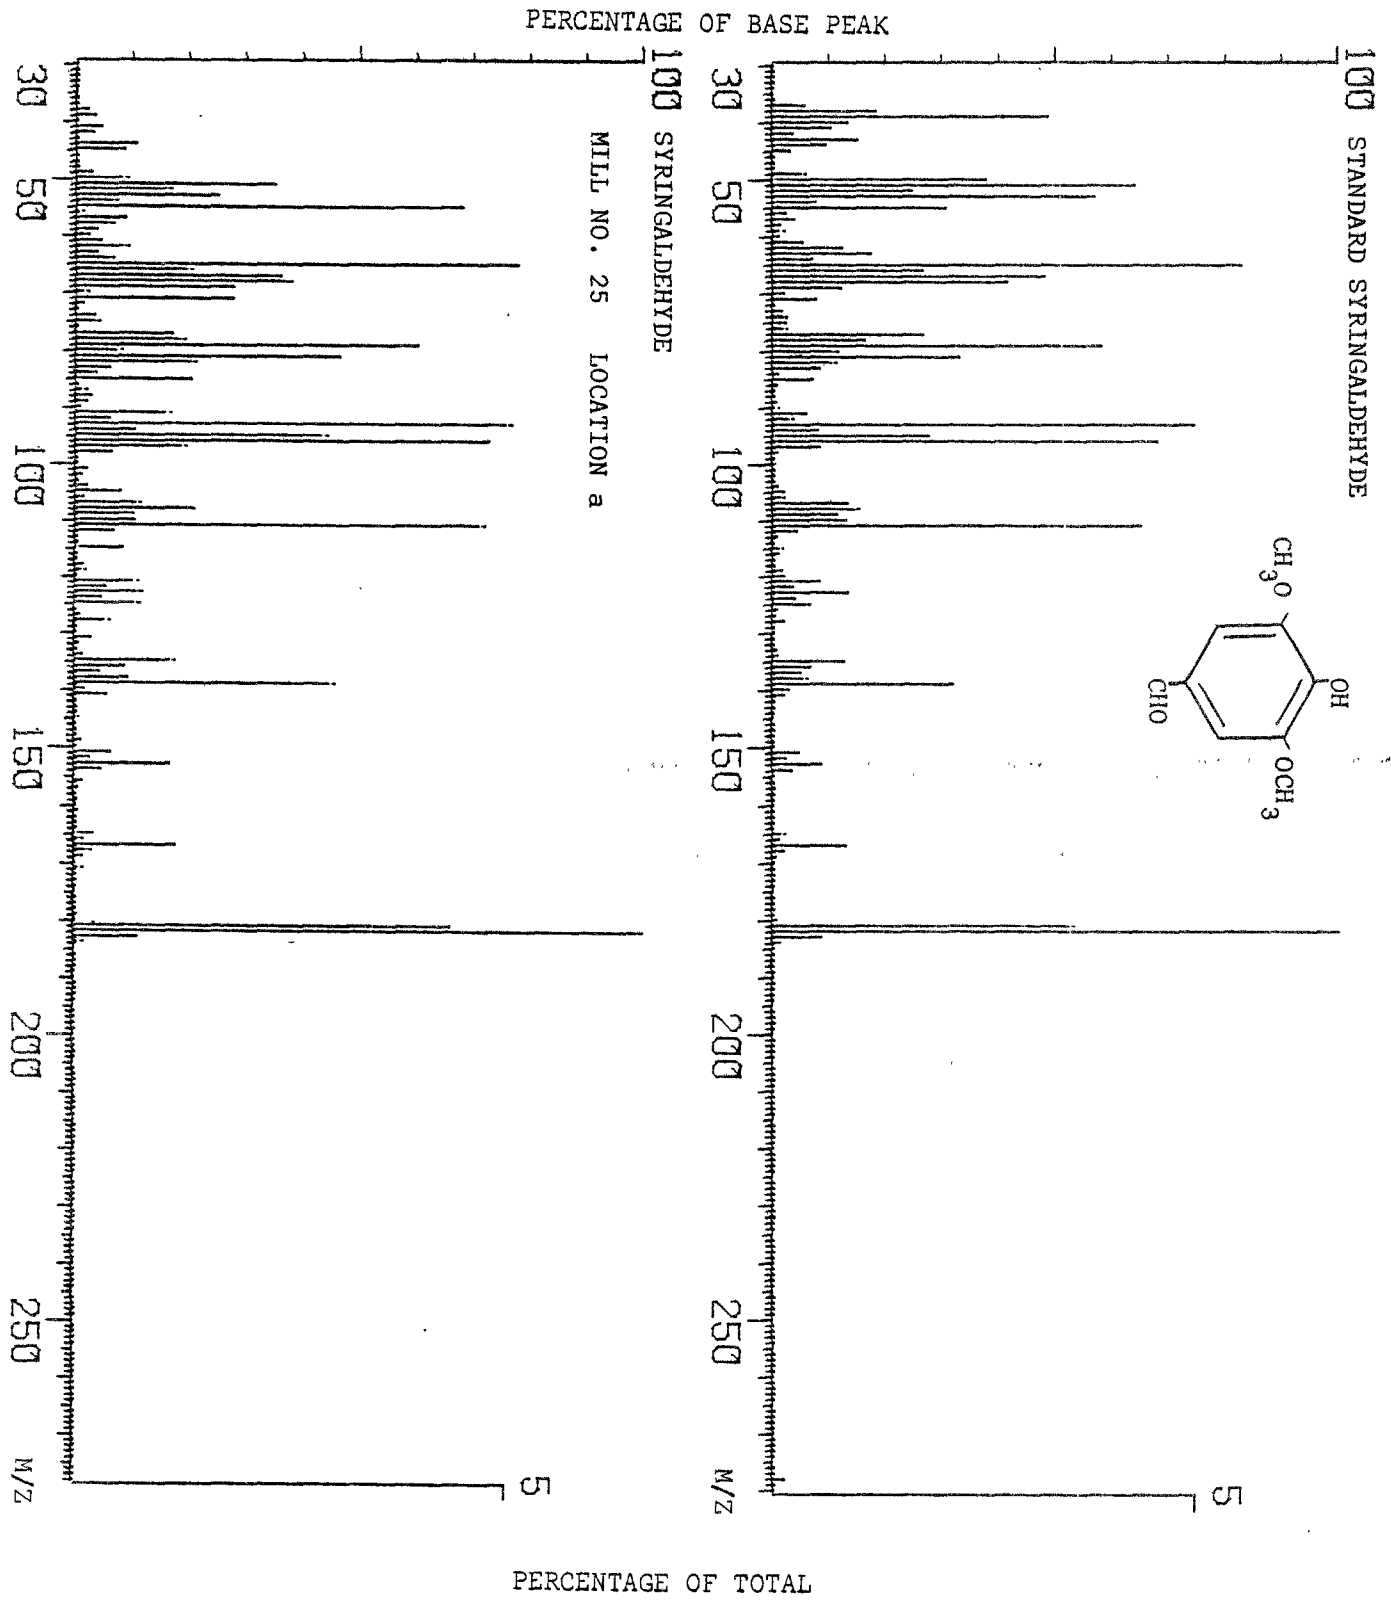 PERCENTAGE OF BASE PEAK
100
STANDARD SYRINGALDEHYDE
CH3O
OH
OCH3
CHO
30
50
100
150
200
250
M/Z
5
100
SYRINGALDEHYDE
MILL NO. 25 LOCATION a
30
50
100
150
200
250
M/Z
5
PERCENTAGE OF TOTAL